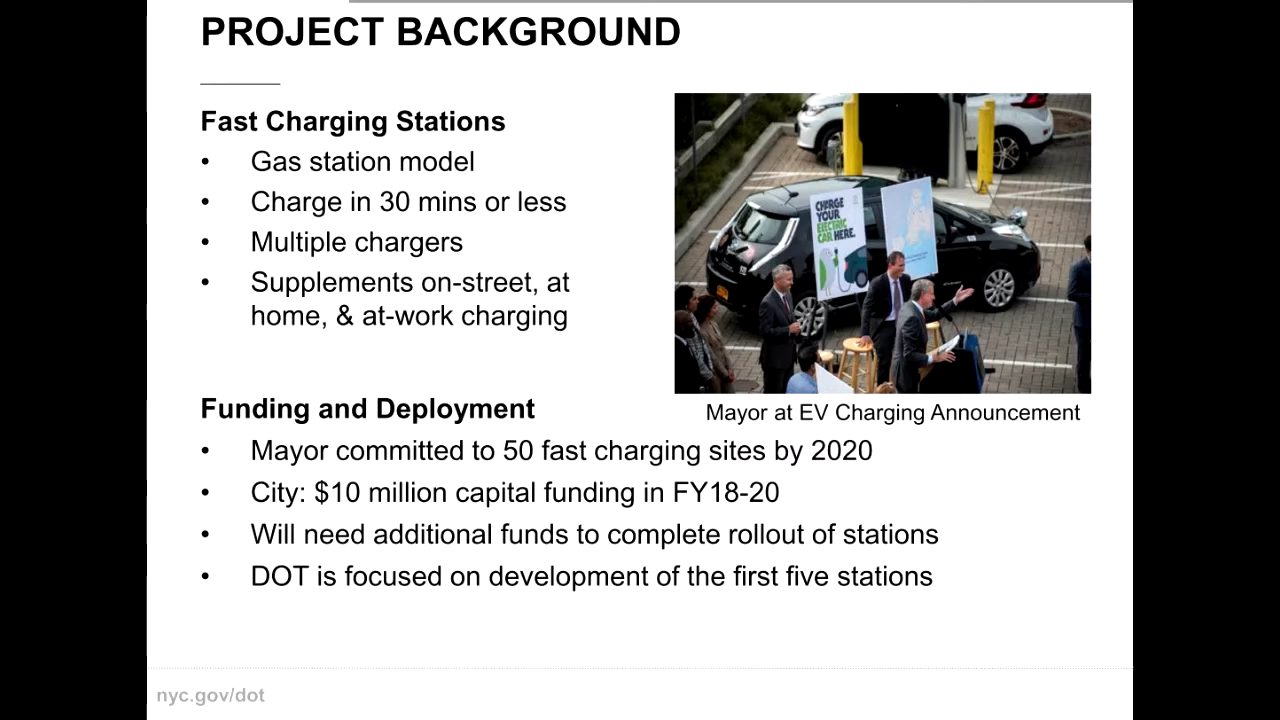 PROJECT BACKGROUND
Fast Charging Stations
• Gas station model
• Charge in 30 mins or less
• Multiple chargers
• Supplements on-street, at
home, & at-work charging
CHARGE
YOUR
ELECTRIC
CAR HERE.
Mayor at EV Charging Announcement
Funding and Deployment
• Mayor committed to 50 fast charging sites by 2020
• City: $10 million capital funding in FY18-20
• Will need additional funds to complete rollout of stations
• DOT is focused on development of the first five stations
nyc.gov/dot